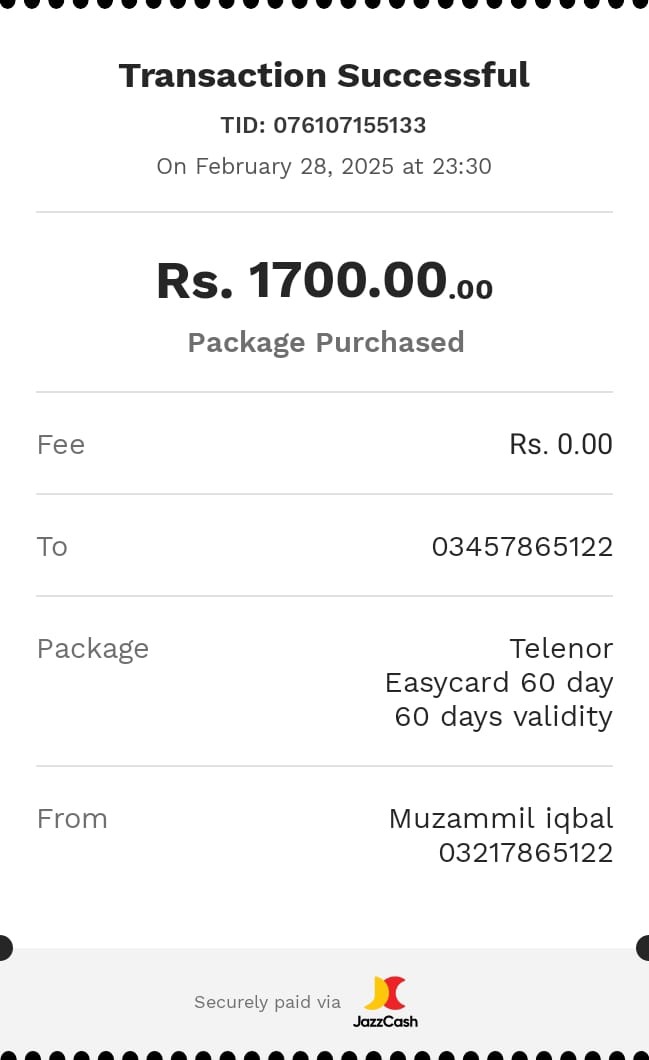 Transaction Successful
TID: 076107155133
On February 28, 2025 at 23:30
Rs. 1700.00.00
Package Purchased
Fee Rs. 0.00
To 03457865122
Package Telenor
Easycard 60 day
60 days validity
From Muzammil iqbal
03217865122
Securely paid via JazzCash